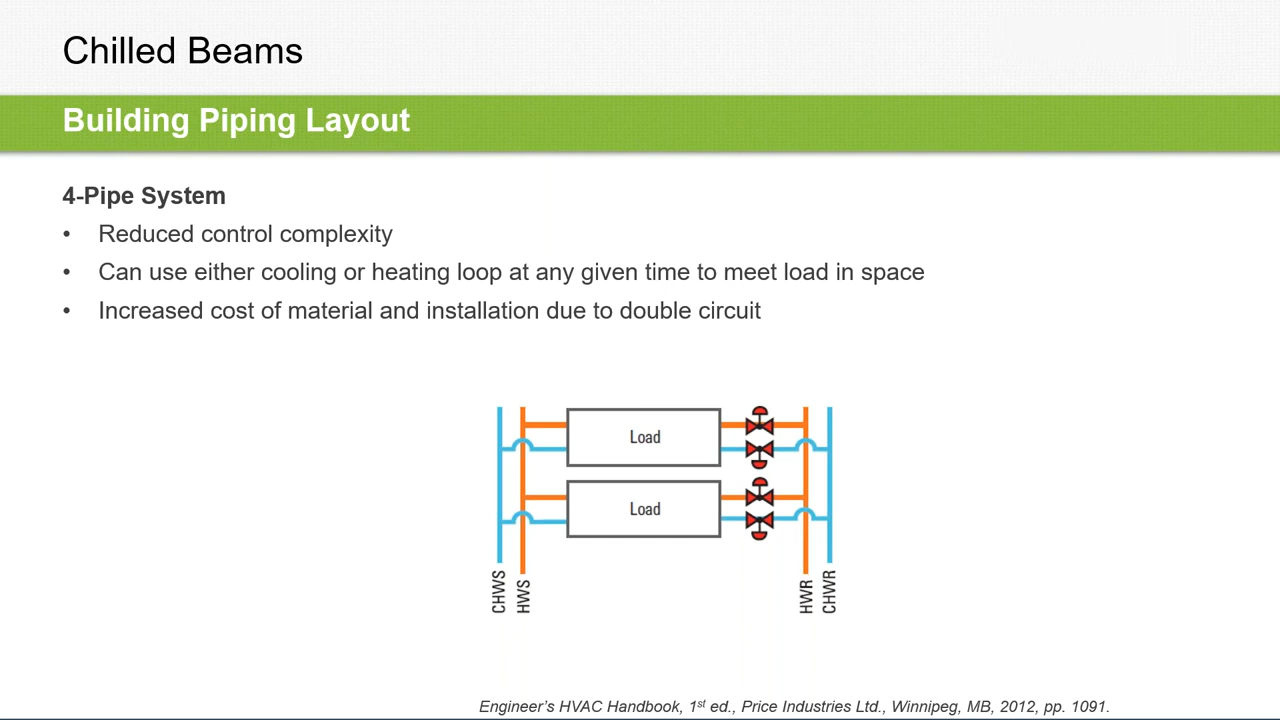 Chilled Beams
Building Piping Layout
4-Pipe System
• Reduced control complexity
• Can use either cooling or heating loop at any given time to meet load in space
• Increased cost of material and installation due to double circuit
Load
Load
CHWS
HWS
HWR
CHWR
Engineer’s HVAC Handbook, 1st ed., Price Industries Ltd., Winnipeg, MB, 2012, pp. 1091.